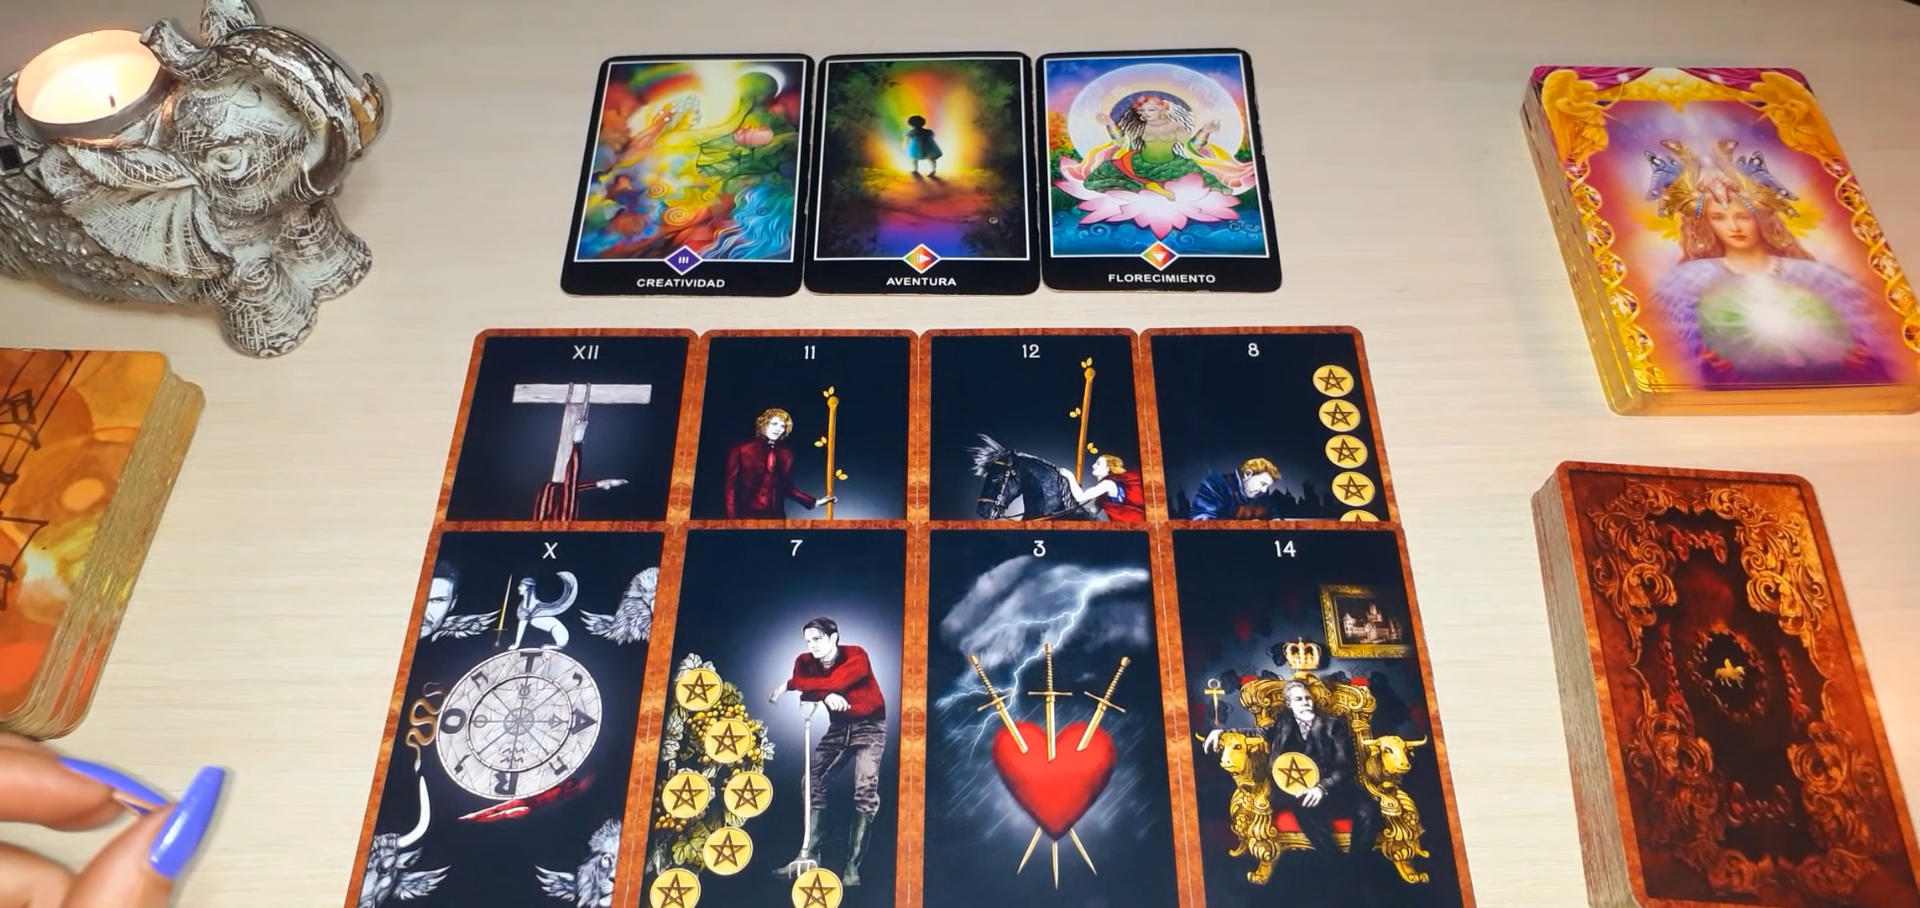 III
CREATIVIDAD
AVENTURA
FLORECIMIENTO
XII
11
12
8
X
7
3
14
T
A
R
O